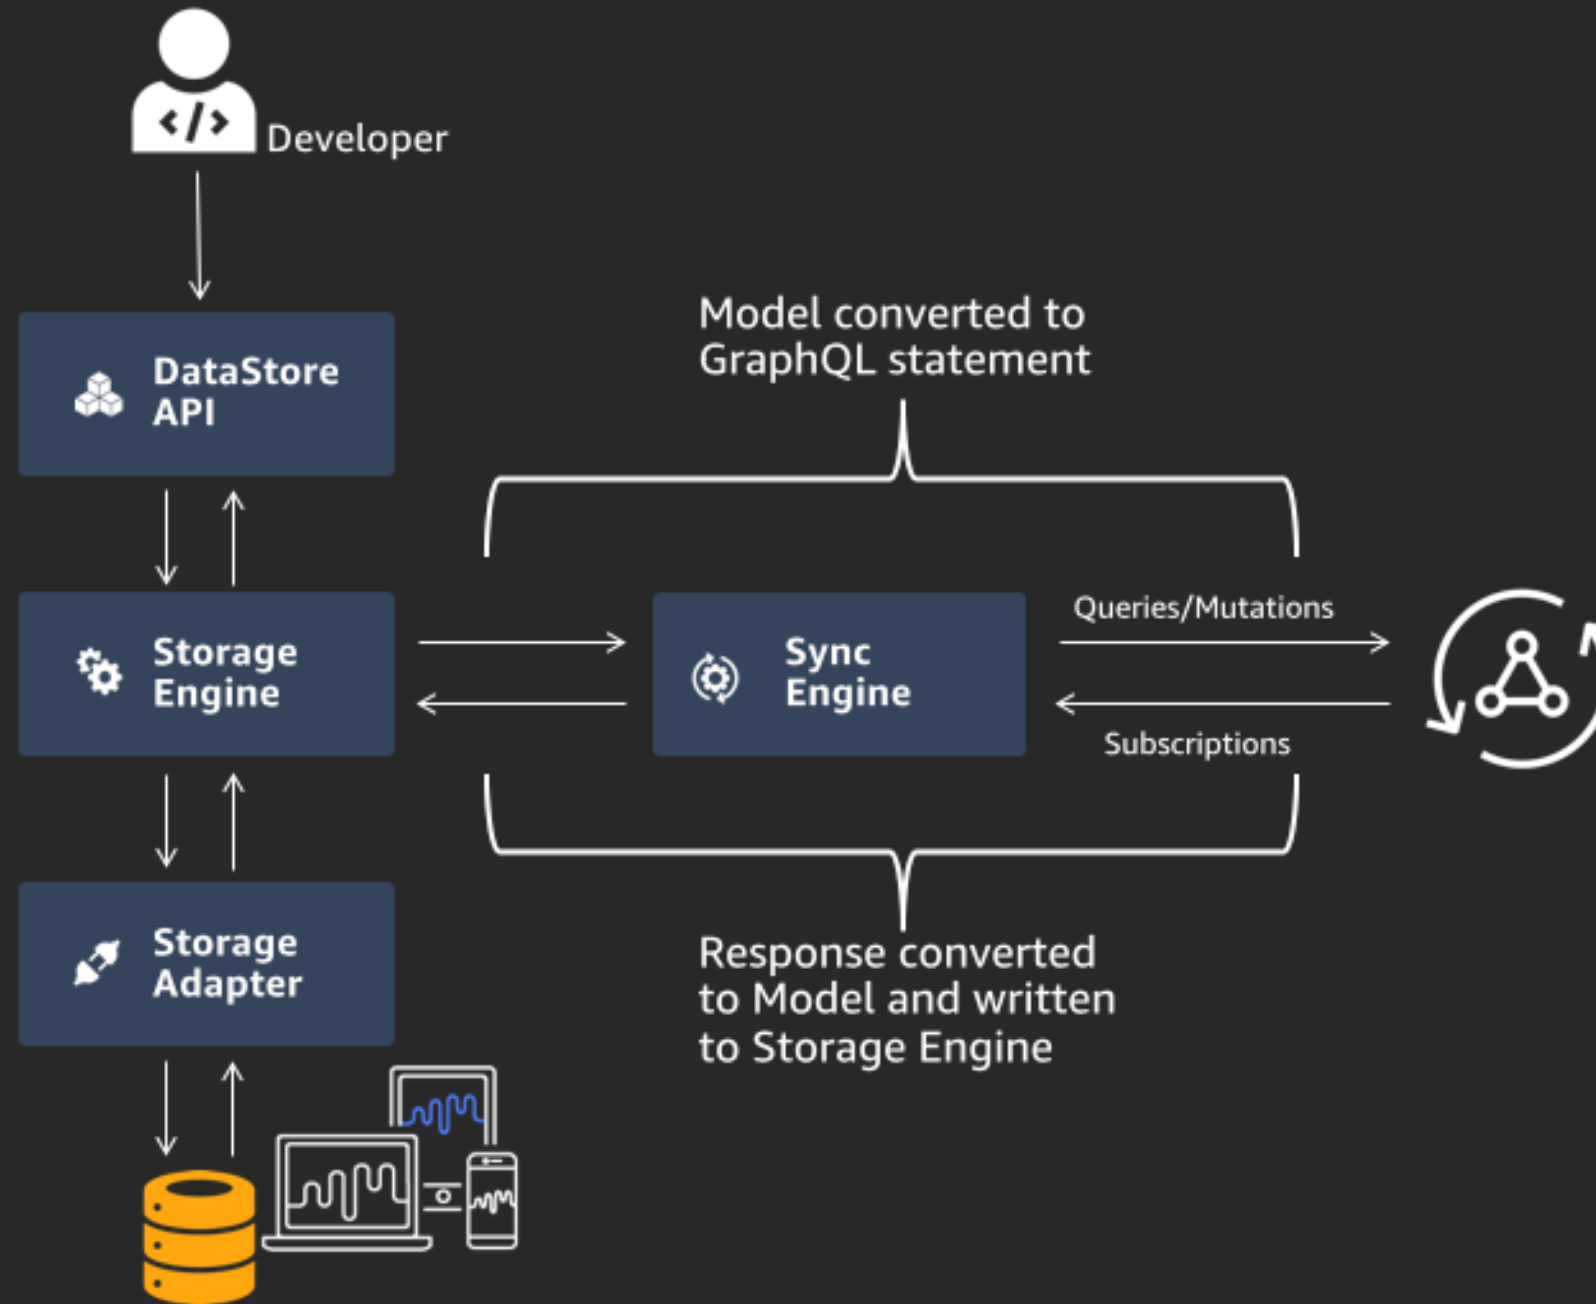 </>
Developer
DataStore
API
Model converted to
GraphQL statement
Storage
Engine
Sync
Engine
Queries/Mutations
Subscriptions
Storage
Adapter
Response converted
to Model and written
to Storage Engine